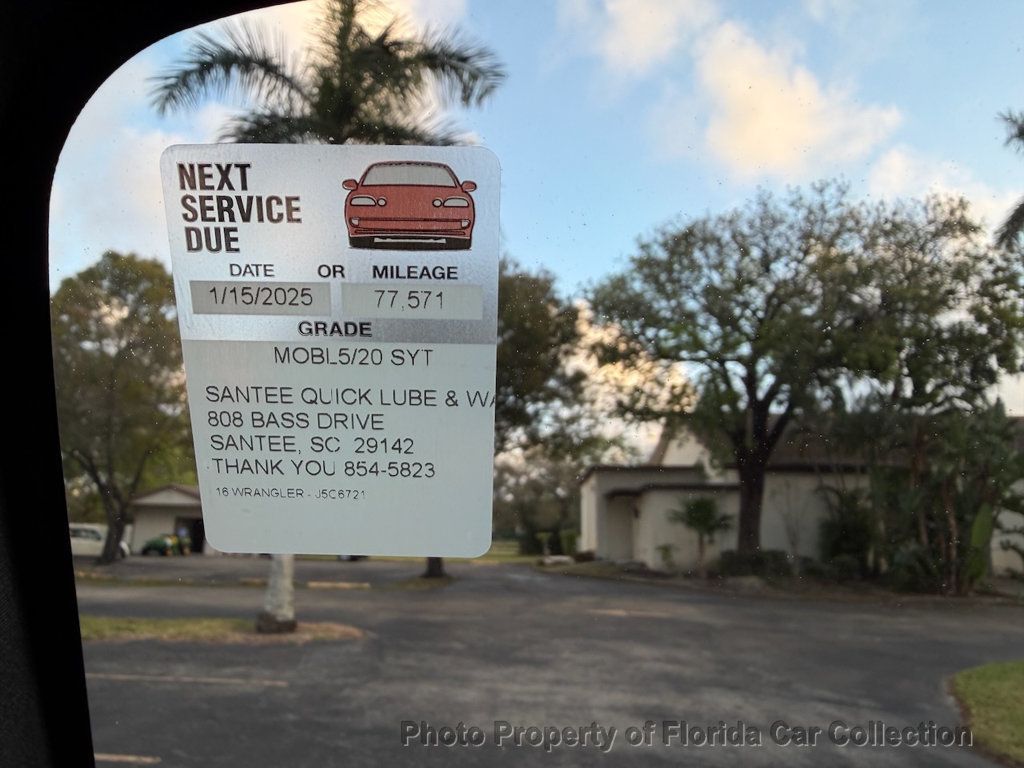 NEXT
SERVICE
DUE
DATE OR MILEAGE
1/15/2025 77,571
GRADE
MOBL5/20 SYT
SANTEE QUICK LUBE & WA
808 BASS DRIVE
SANTEE, SC 29142
THANK YOU 854-5823
16 WRANGLER - J5C6721
Photo Property of Florida Car Collection